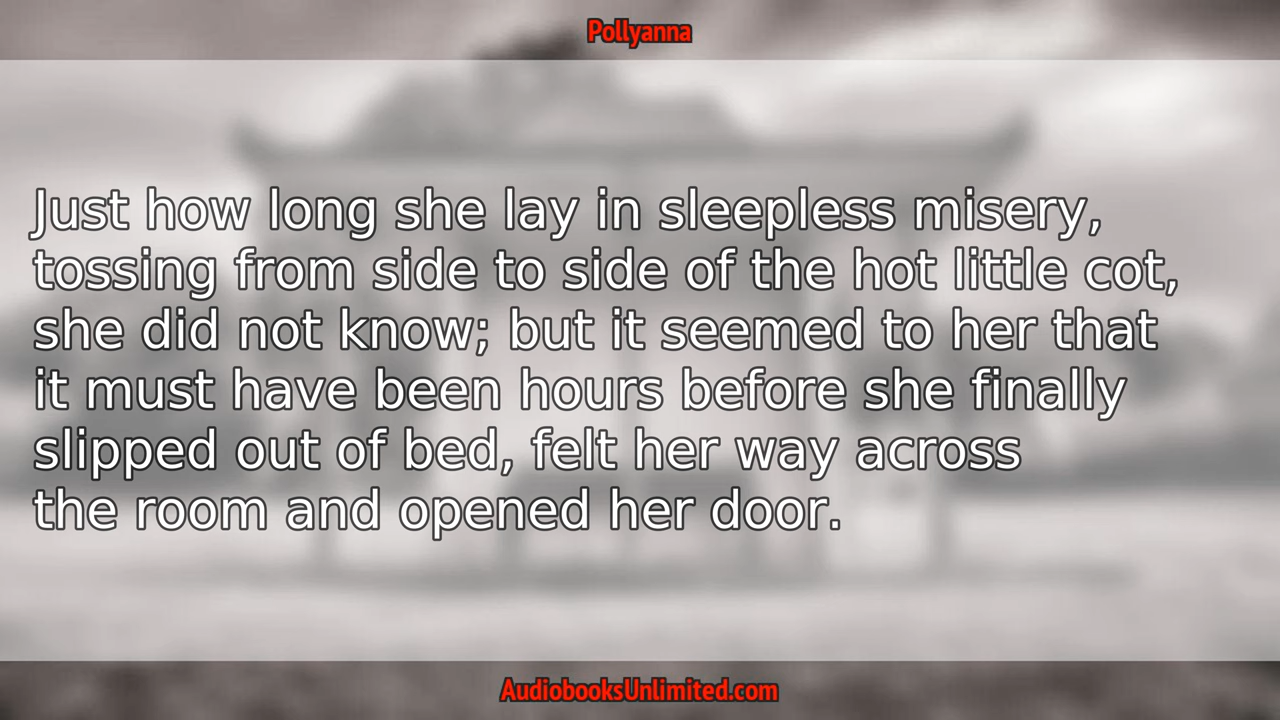 Pollyanna
Just how long she lay in sleepless misery,
tossing from side to side of the hot little cot,
she did not know; but it seemed to her that
it must have been hours before she finally
slipped out of bed, felt her way across
the room and opened her door.
AudiobooksUnlimited.com